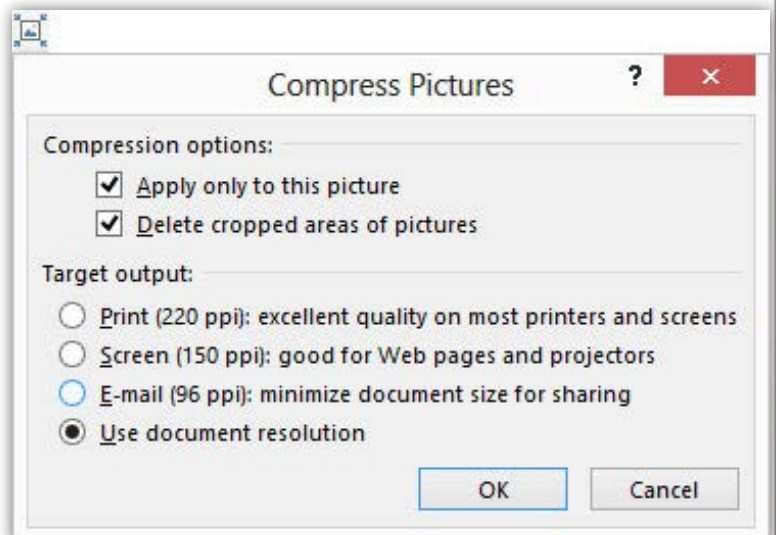 Compress Pictures ? ×
Compression options:
Apply only to this picture
Delete cropped areas of pictures
Target output:
Print (220 ppi): excellent quality on most printers and screens
Screen (150 ppi): good for Web pages and projectors
E-mail (96 ppi): minimize document size for sharing
Use document resolution
OK Cancel